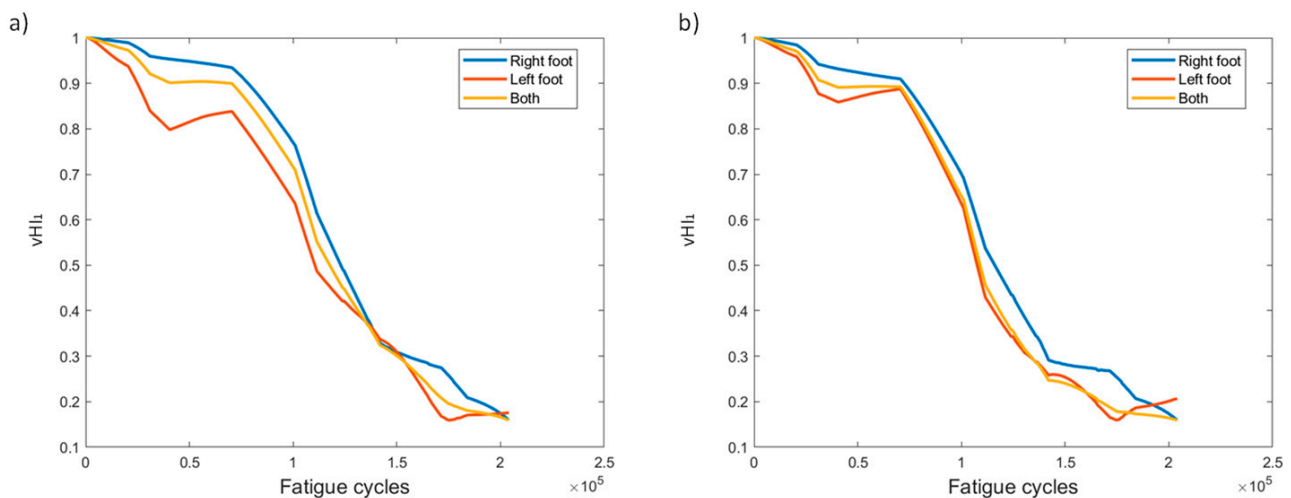 a)
1
0.9
0.8
0.7
0.6
0.5
0.4
0.3
0.2
0.1
vHI₁
0
0.5
1
1.5
2
2.5
×10⁵
Fatigue cycles
Right foot
Left foot
Both
b)
1
0.9
0.8
0.7
0.6
0.5
0.4
0.3
0.2
0.1
vHI₁
0
0.5
1
1.5
2
2.5
×10⁵
Fatigue cycles
Right foot
Left foot
Both